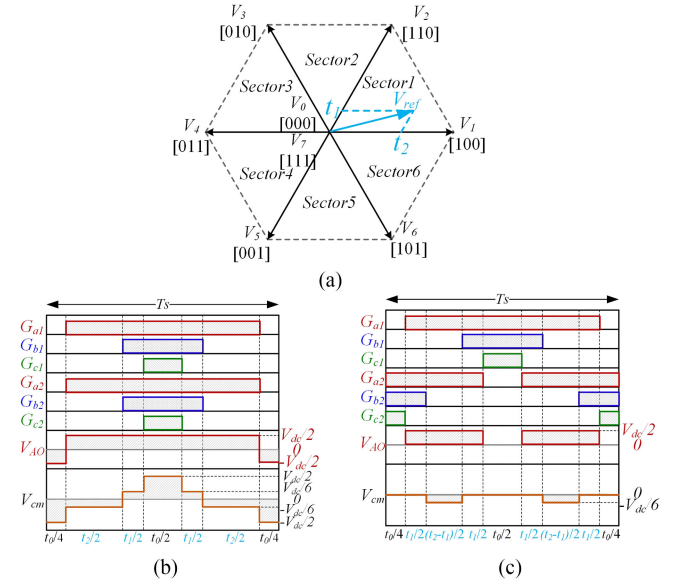 V3 V2
[010] [110]
Sector2
Sector3 Sector1
V0 t1 Vref
[000]
V4 V1
V7 t2
[011] [111] [100]
Sector4 Sector6
Sector5
V5 V6
[001] [101]
(a)
Ts
Ga1
Gb1
Gc1
Ga2
Gb2
Gc2
VAO
Vdc/2
0
-Vdc/2
Vcm
Vdc/2
Vdc/6
0
-Vdc/6
-Vdc/2
t0/4 t2/2 t1/2 t0/2 t1/2 t2/2 t0/4
(b)
Ts
Ga1
Gb1
Gc1
Ga2
Gb2
Gc2
VAO
Vdc/2
0
Vcm
0
-Vdc/6
t0/4 t1/2 (t2-t1)/2 t1/2 t0/2 t1/2 (t2-t1)/2 t1/2 t0/4
(c)